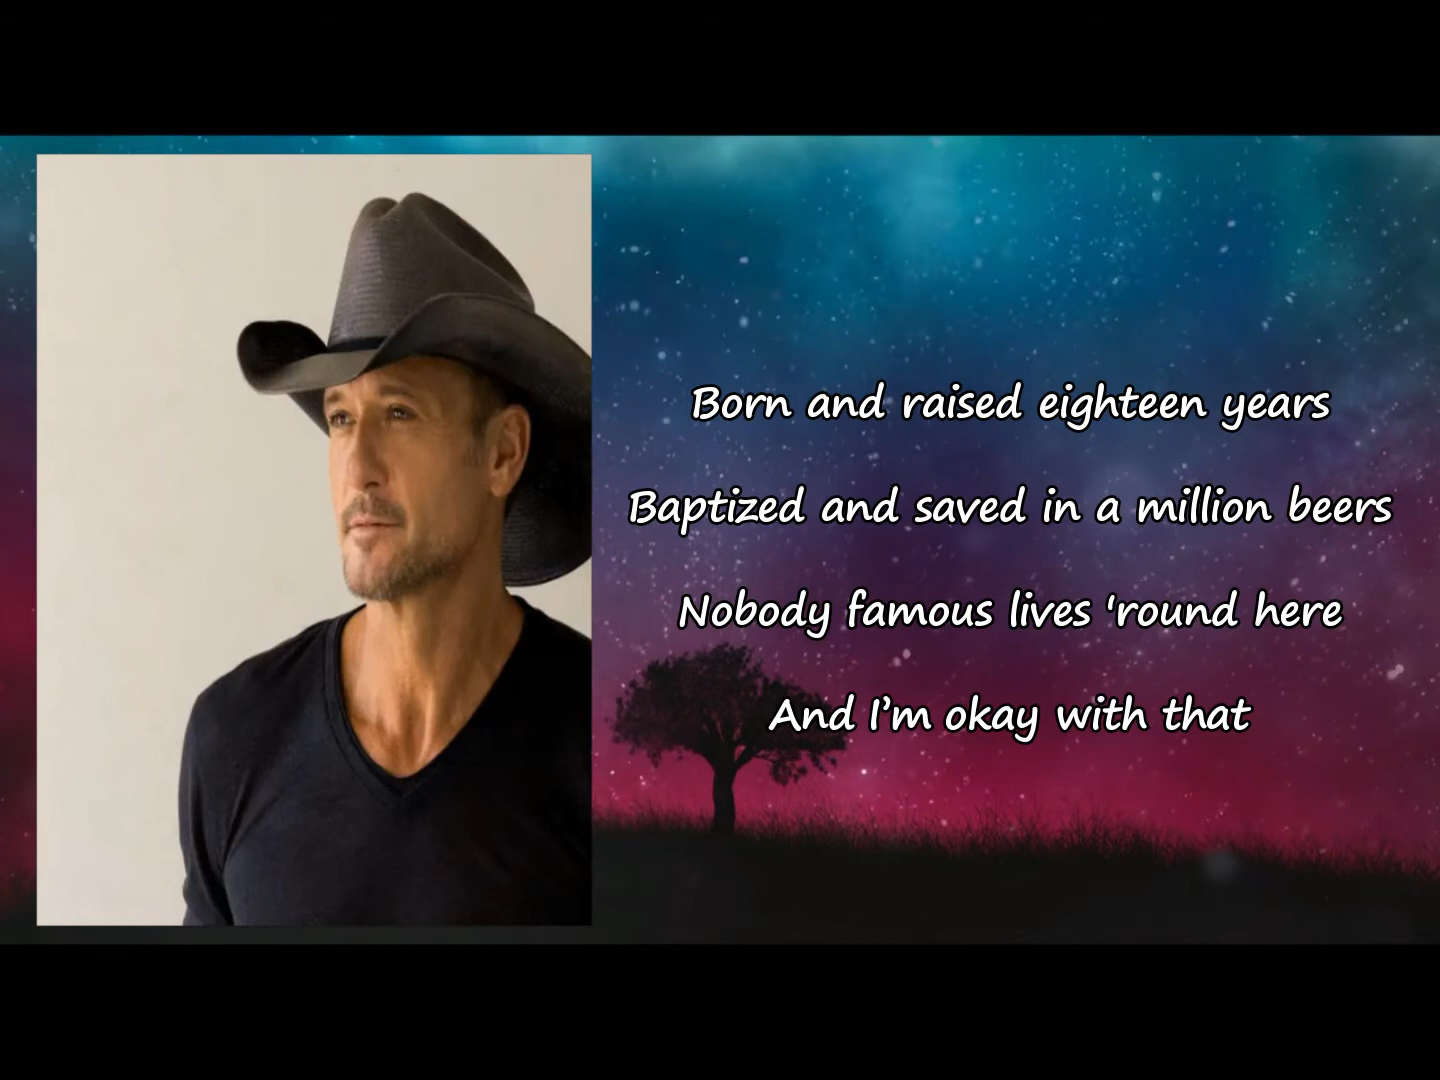 Born and raised eighteen years
Baptized and saved in a million beers
Nobody famous lives 'round here
And I’m okay with that